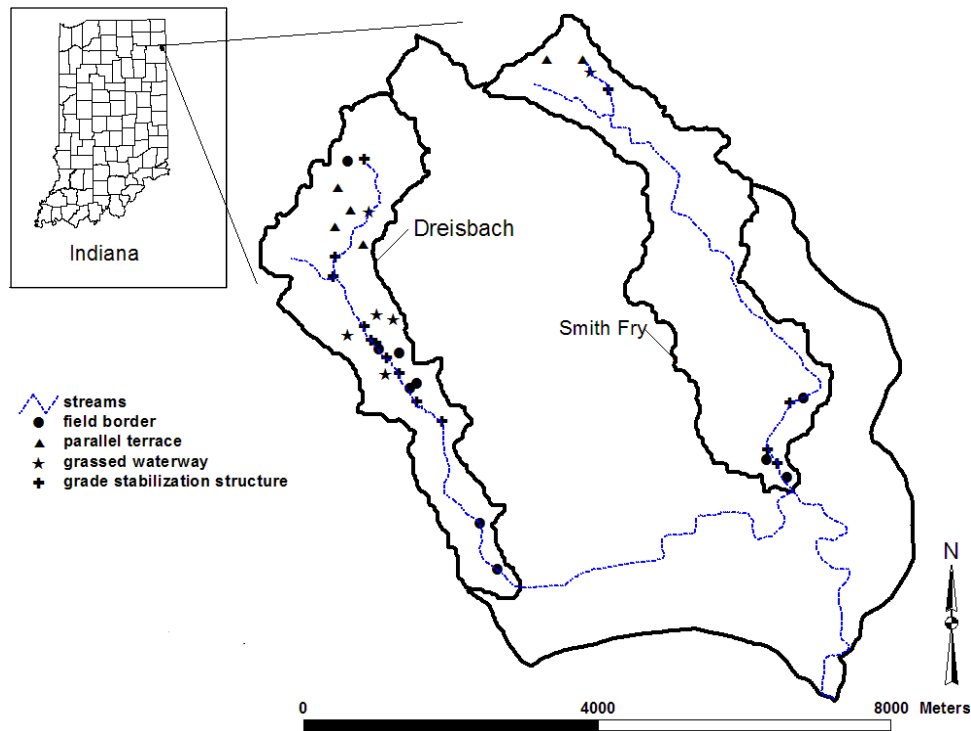 Indiana
Dreisbach
Smith Fry
streams
field border
parallel terrace
grassed waterway
grade stabilization structure
N
0 4000 8000 Meters